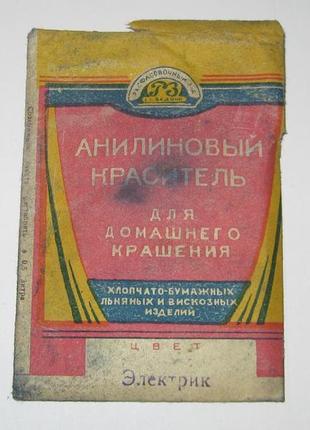 АНИЛИНОВЫЙ
КРАСИТЕЛЬ
ДЛЯ
ДОМАШНЕГО
КРАШЕНИЯ
ХЛОПЧАТО-БУМАЖНЫХ
ЛЬНЯНЫХ И ВИСКОЗНЫХ
ИЗДЕЛИЙ
ЦВЕТ
Электрик